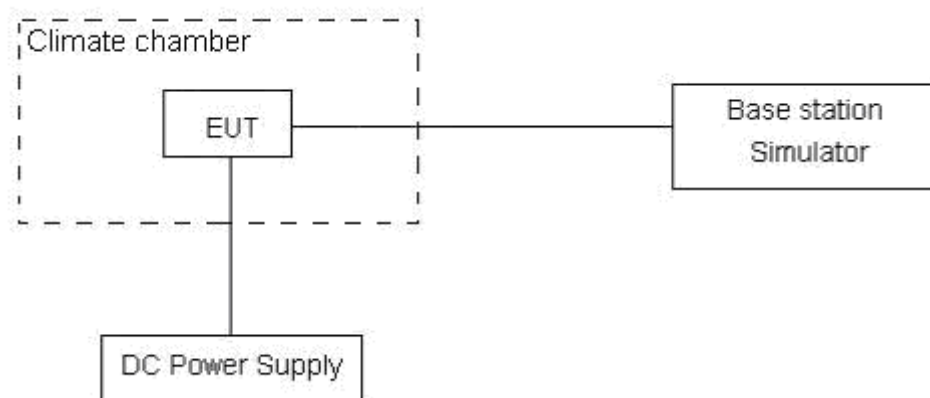 Climate chamber
EUT
Base station
Simulator
DC Power Supply